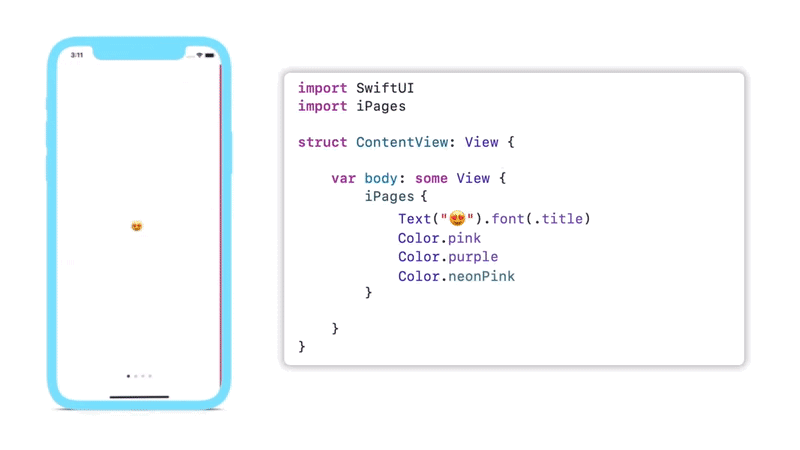 3:11
😍
import SwiftUI
import iPages
struct ContentView: View {
var body: some View {
iPages {
Text("😍").font(.title)
Color.pink
Color.purple
Color.neonPink
}
}
}